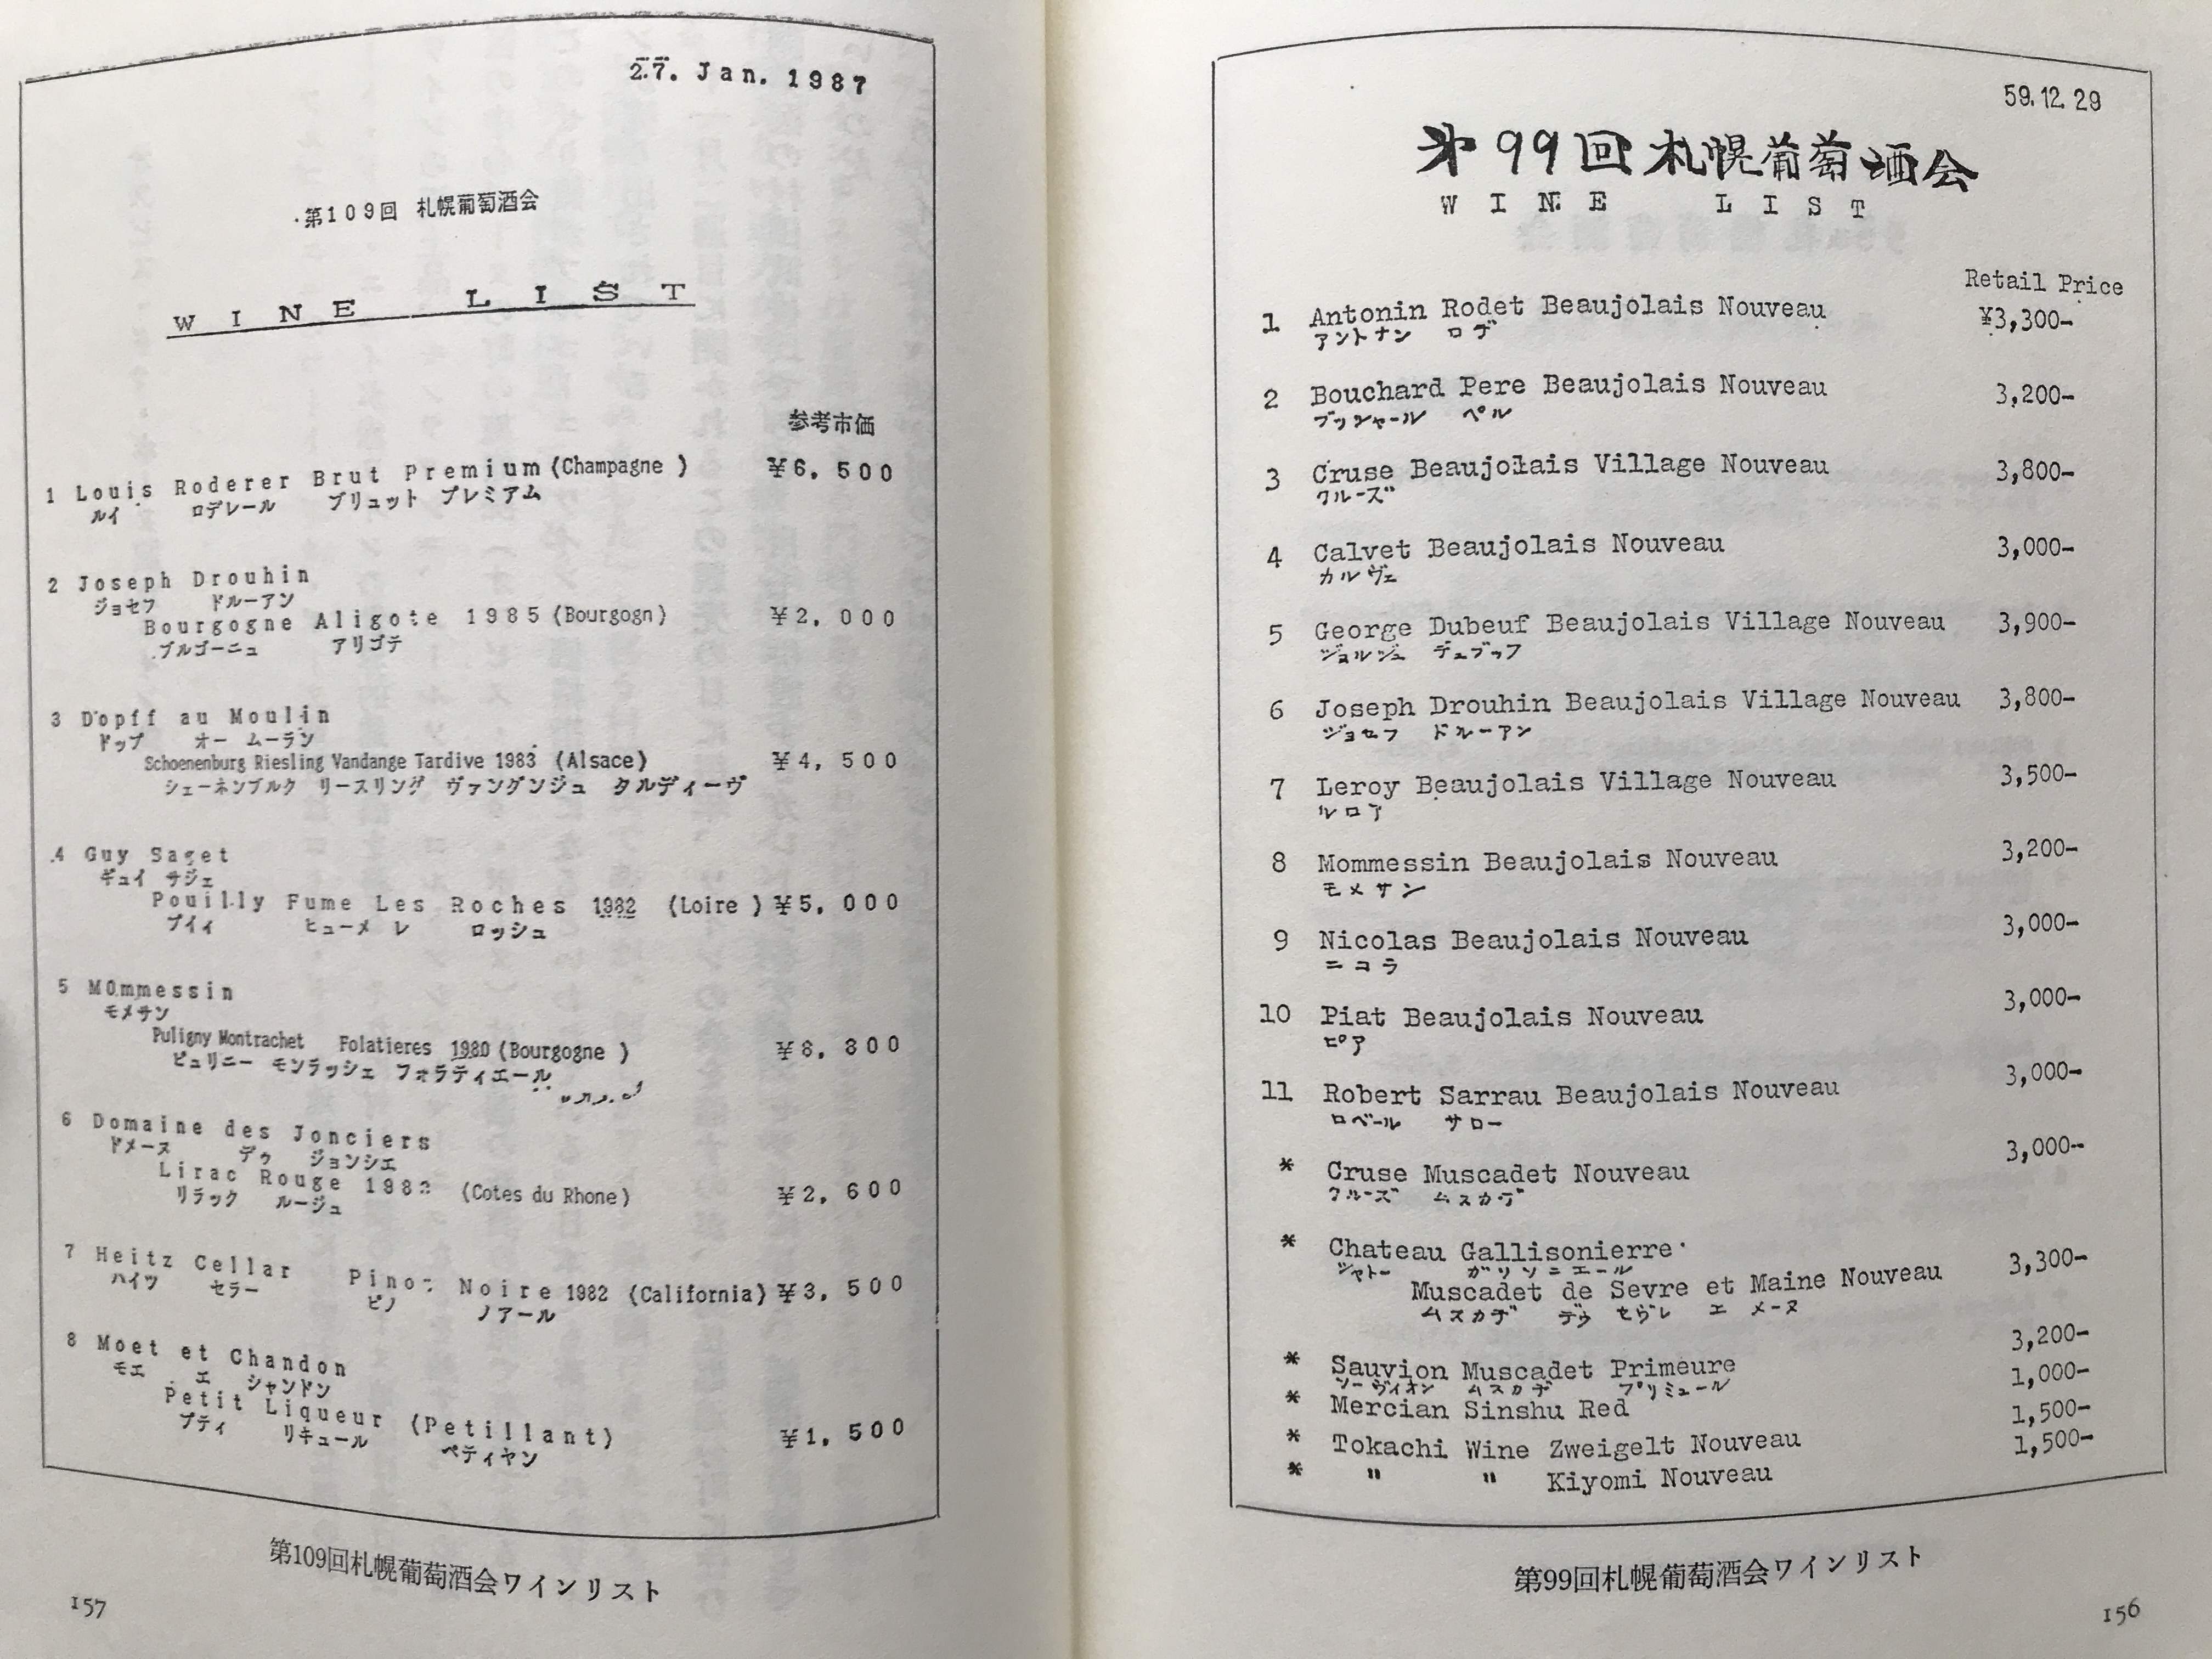 59.12.29
第99回札幌葡萄酒会
WINE LIST
Retail Price
1 Antonin Rodet Beaujolais Nouveau ¥3,300-
アントナン ロデ
2 Bouchard Pere Beaujolais Nouveau 3,200-
ブッシャール ペル
3 Cruse Beaujolais Village Nouveau 3,800-
クルーズ
4 Calvet Beaujolais Nouveau 3,000-
カルヴェ
5 George Dubeuf Beaujolais Village Nouveau 3,900-
ジョルジュ デュブッフ
6 Joseph Drouhin Beaujolais Village Nouveau 3,800-
ジョセフ ドルーアン
7 Leroy Beaujolais Village Nouveau 3,500-
ルロア
8 Mommessin Beaujolais Nouveau 3,200-
モメサン
9 Nicolas Beaujolais Nouveau 3,000-
ニコラ
10 Piat Beaujolais Nouveau 3,000-
ピア
11 Robert Sarrau Beaujolais Nouveau 3,000-
ロベール サロー
* Cruse Muscadet Nouveau 3,000-
クルーズ ムスカデ
* Chateau Gallisonierre
シャトー ガリソニエール
Muscadet de Sevre et Maine Nouveau 3,300-
ムスカデ デゥ セヴレ エ メーヌ
* Sauvion Muscadet Primeure 3,200-
ソーヴィオン ムスカデ プリミュール
* Mercian Sinshu Red 1,000-
* Tokachi Wine Zweigelt Nouveau 1,500-
* " " Kiyomi Nouveau 1,500-
第99回札幌葡萄酒会ワインリスト
156
27. Jan. 1987
第109回 札幌葡萄酒会
WINE LIST
参考市価
1 Louis Roderer Brut Premium (Champagne) ¥6,500
ルイ ロデレール ブリュット プレミアム
2 Joseph Drouhin
ジョセフ ドルーアン
Bourgogne Aligote 1985 (Bourgogn) ¥2,000
ブルゴーニュ アリゴテ
3 Dopff au Moulin
ドップ オー ムーラン
Schoenenburg Riesling Vandange Tardive 1983 (Alsace) ¥4,500
シェーネンブルク リースリング ヴァンダンジュ タルディーヴ
4 Guy Saget
ギュイ サジェ
Pouilly Fume Les Roches 1982 (Loire) ¥5,000
プイィ ヒューメ レ ロッシュ
5 MOmmessin
モメサン
Puligny Montrachet Folatieres 1980 (Bourgogne) ¥8,800
ピュリニー モンラッシェ フォラティエール
6 Domaine des Jonciers
ドメーヌ デゥ ジョンシエ
Lirac Rouge (Cotes du Rhone) ¥2,600
リラック ルージュ
7 Heitz Cellar Pinot Noire 1982 (California) ¥3,500
ハイツ セラー ピノ ノアール
8 Moet et Chandon
モエ エ シャンドン
Petit Liqueur (Petillant) ¥1,500
プティ リキュール ペティヤン
第109回札幌葡萄酒会ワインリスト
157